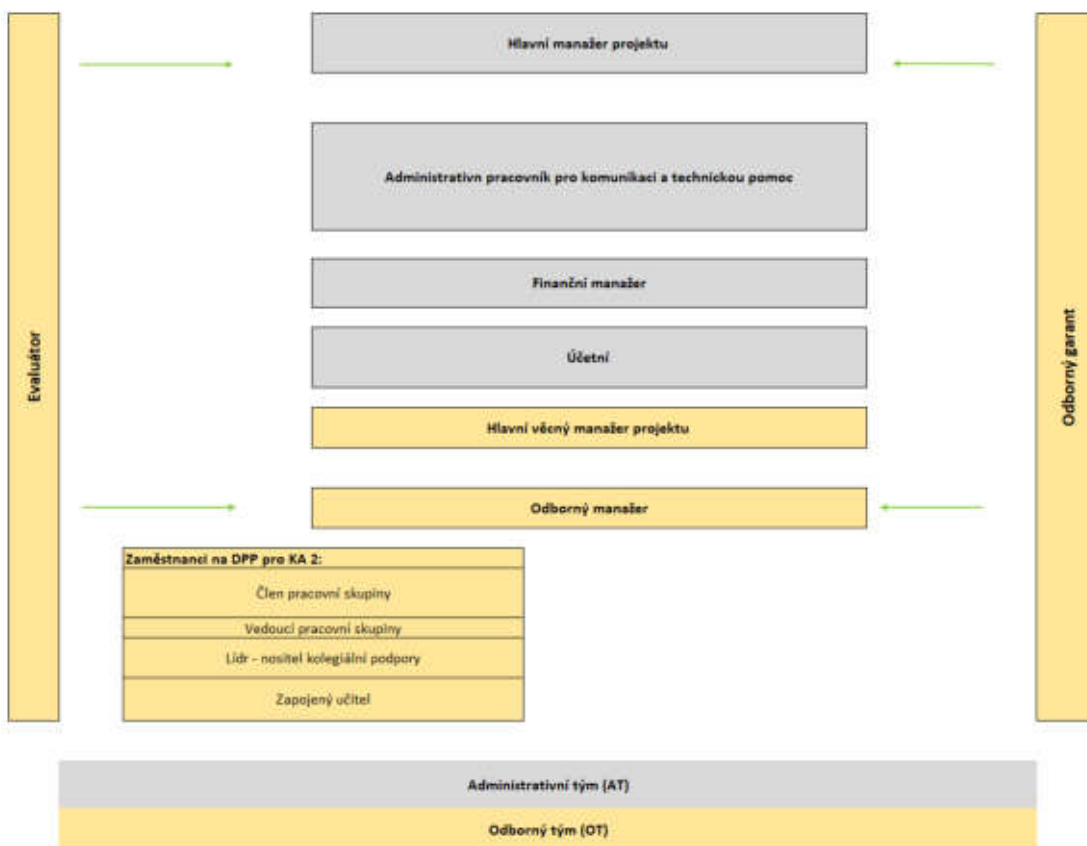 Hlavní manažer projektu
Administrativn pracovník pro komunikaci a technickou pomoc
Finanční manažer
Účetní
Hlavní věcný manažer projektu
Odborný manažer
Evaluátor
Odborný garant
Zaměstnanci na DPP pro KA 2:
Člen pracovní skupiny
Vedoucí pracovní skupiny
Lídr - nositel kolegiální podpory
Zapojený učitel
Administrativní tým (AT)
Odborný tým (OT)